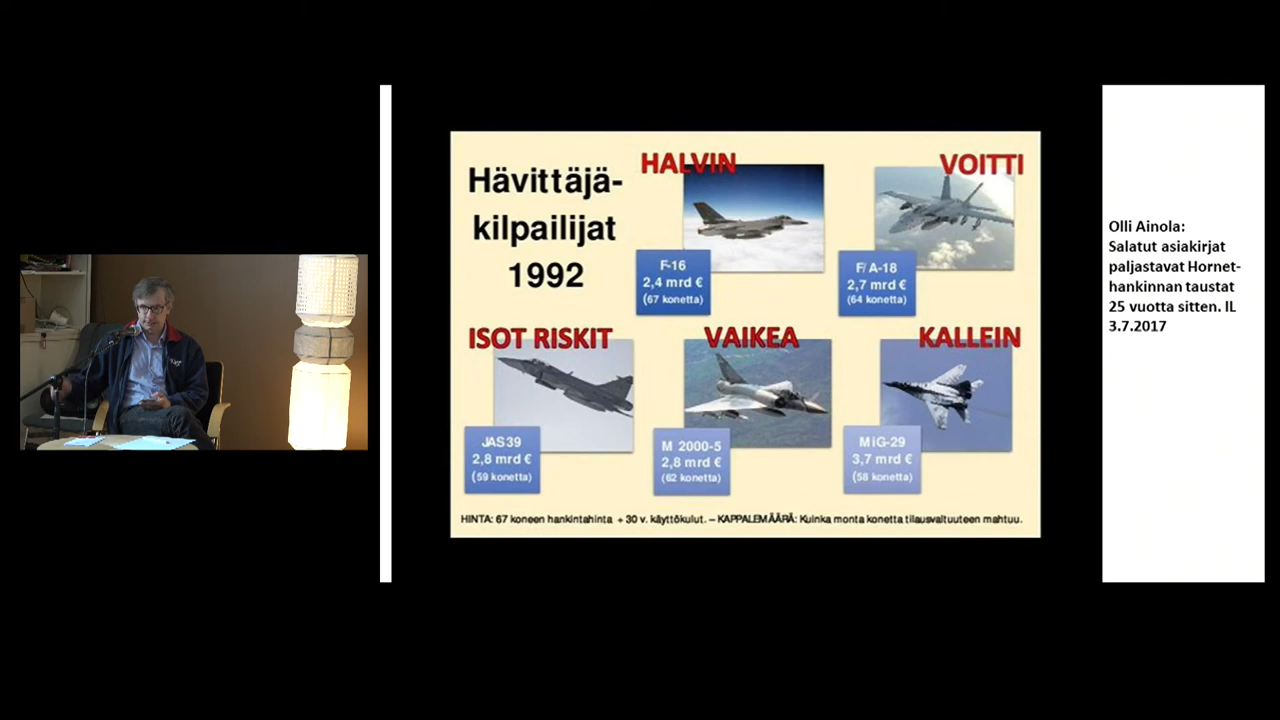 Hävittäjä-
kilpailijat
1992
HALVIN
F-16
2,4 mrd €
(67 konetta)
VOITTI
F/A-18
2,7 mrd €
(64 konetta)
ISOT RISKIT
JAS39
2,8 mrd €
(59 konetta)
VAIKEA
M 2000-5
2,8 mrd €
(62 konetta)
KALLEIN
MiG-29
3,7 mrd €
(58 konetta)
HINTA: 67 koneen hankintahinta + 30 v. käyttökulut. – KAPPALEMÄÄRÄ: Kuinka monta konetta tilausvaltuuteen mahtuu.
Olli Ainola:
Salatut asiakirjat
paljastavat Hornet-
hankinnan taustat
25 vuotta sitten. IL
3.7.2017